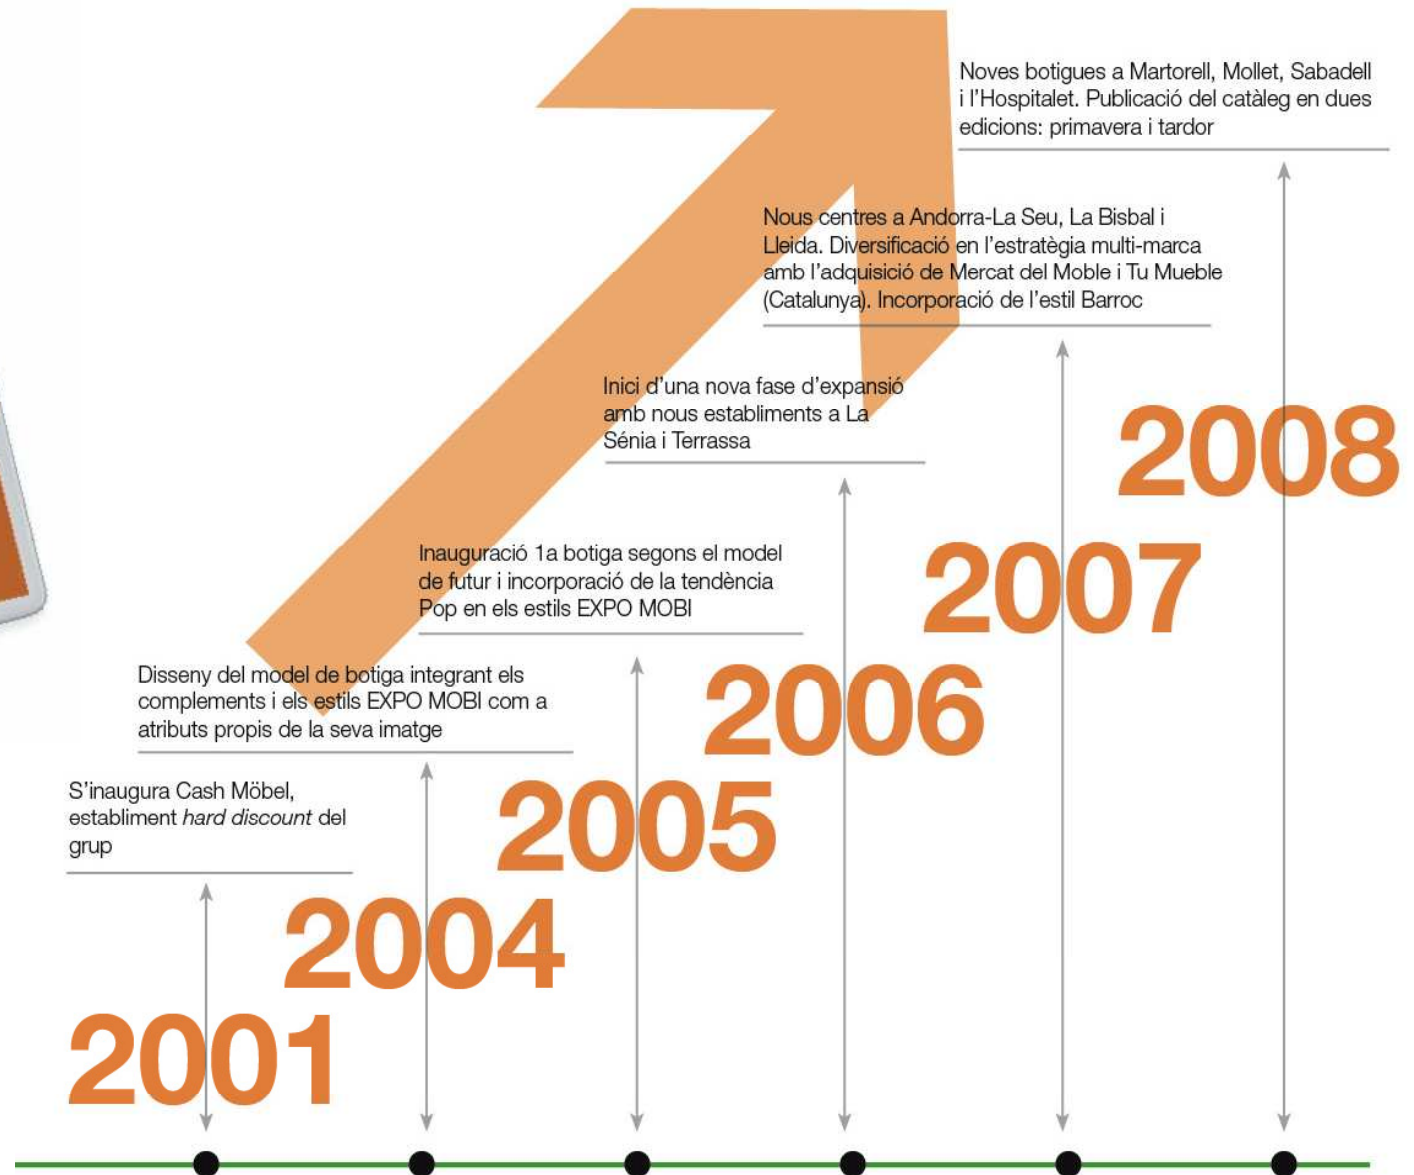 Noves botigues a Martorell, Mollet, Sabadell
i l'Hospitalet. Publicació del catàleg en dues
edicions: primavera i tardor
Nous centres a Andorra-La Seu, La Bisbal i
Lleida. Diversificació en l'estratègia multi-marca
amb l'adquisició de Mercat del Moble i Tu Mueble
(Catalunya). Incorporació de l'estil Barroc
Inici d'una nova fase d'expansió
amb nous establiments a La
Sénia i Terrassa
2008
Inauguració 1a botiga segons el model
de futur i incorporació de la tendència
Pop en els estils EXPO MOBI
2007
Disseny del model de botiga integrant els
complements i els estils EXPO MOBI com a
atributs propis de la seva imatge
2006
S'inaugura Cash Möbel,
establiment hard discount del
grup
2005
2004
2001